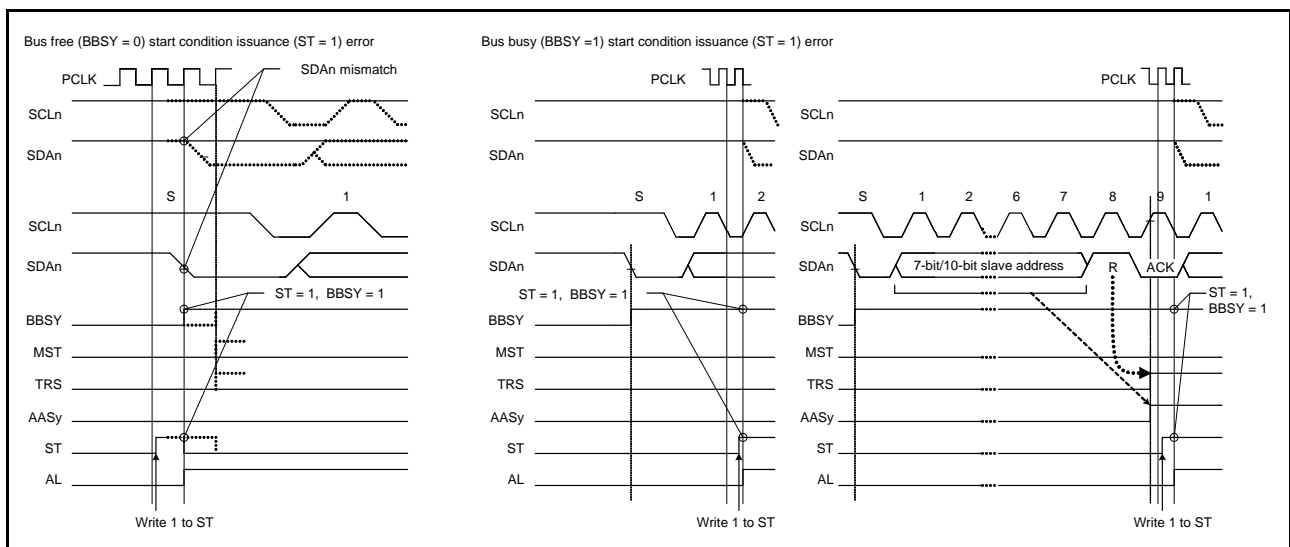 Bus free (BBSY = 0) start condition issuance (ST = 1) error
PCLK
SDAn mismatch
SCLn
SDAn
S 1
SCLn
SDAn
ST = 1, BBSY = 1
BBSY
MST
TRS
AASy
ST
AL
Write 1 to ST
Bus busy (BBSY =1) start condition issuance (ST = 1) error
PCLK
SCLn
SDAn
S 1 2
SCLn
SDAn
ST = 1, BBSY = 1
BBSY
MST
TRS
AASy
ST
AL
Write 1 to ST
PCLK
SCLn
SDAn
S 1 2 6 7 8 9 1
SCLn
SDAn
7-bit/10-bit slave address R ACK
ST = 1,
BBSY = 1
BBSY
MST
TRS
AASy
ST
AL
Write 1 to ST